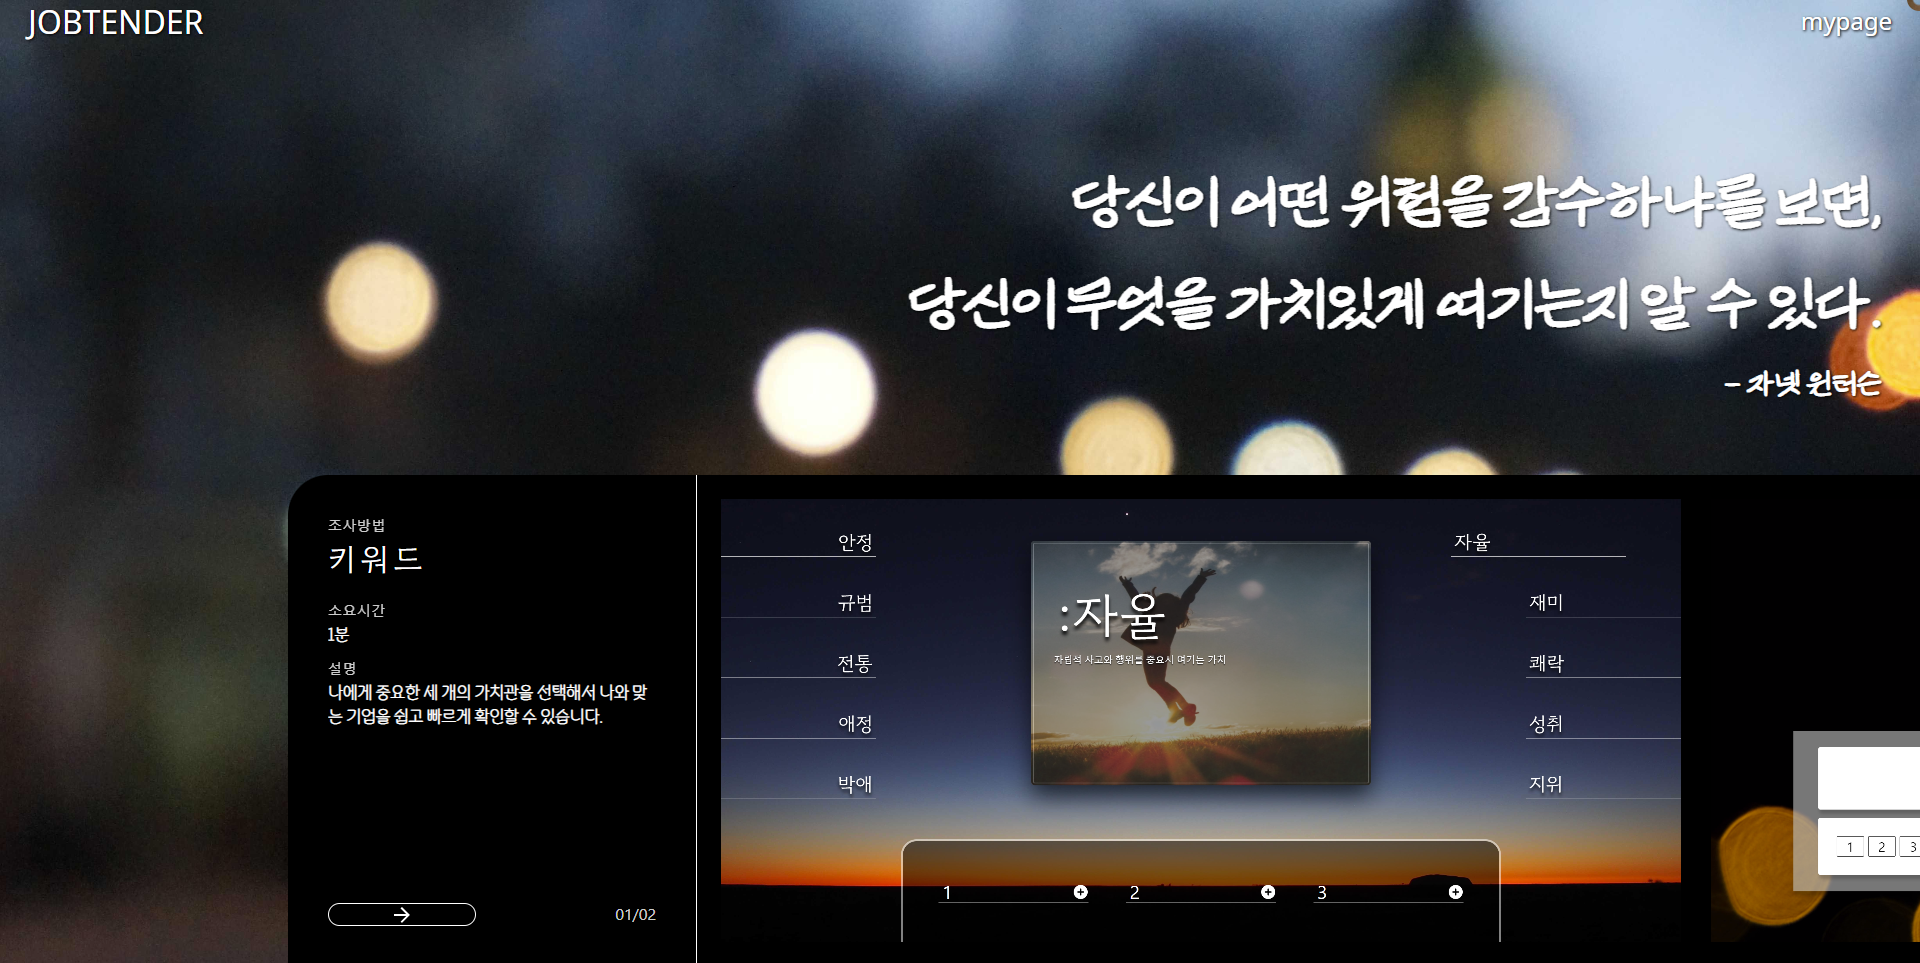 JOBTENDER
mypage
당신이 어떤 위험을 감수하냐를 보면,
당신이 무엇을 가치있게 여기는지 알 수 있다.
- 자넷 윈터슨
조사방법
키워드
소요시간
1분
설명
나에게 중요한 세 개의 가치관을 선택해서 나와 맞
는 기업을 쉽고 빠르게 확인할 수 있습니다.
01/02
안정
규범
전통
애정
박애
:자율
자립적 사고와 행위를 중요시 여기는 가치
자율
재미
쾌락
성취
지위
1
2
3
1 2 3